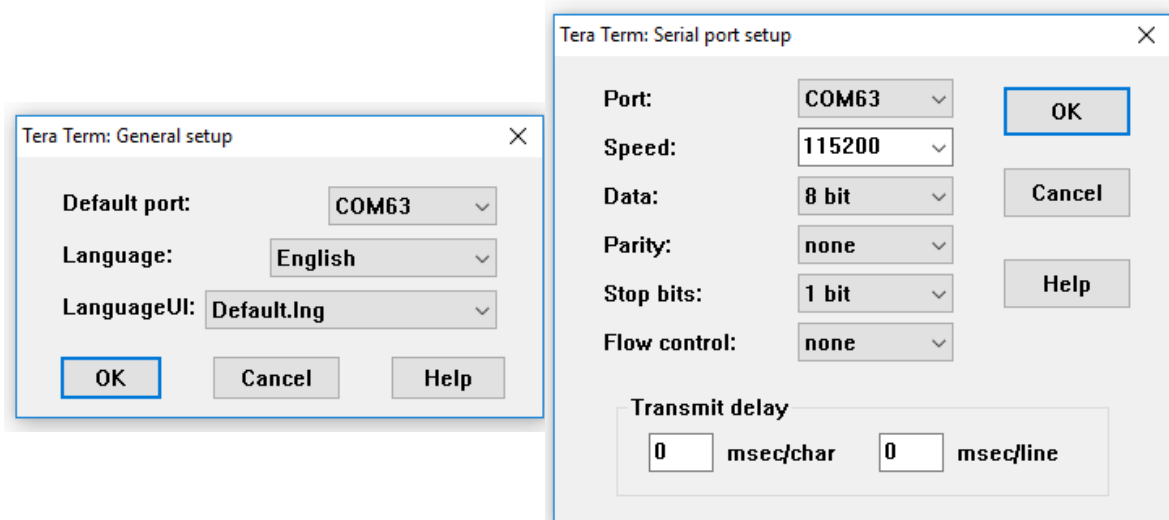 Tera Term: General setup
Default port: COM63
Language: English
LanguageUI: Default.lng
OK Cancel Help
Tera Term: Serial port setup
Port: COM63 OK
Speed: 115200
Data: 8 bit Cancel
Parity: none
Stop bits: 1 bit Help
Flow control: none
Transmit delay
0 msec/char 0 msec/line